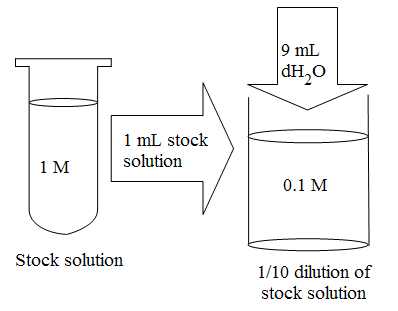 1 M
Stock solution
1 mL stock
solution
9 mL
dH₂O
0.1 M
1/10 dilution of
stock solution